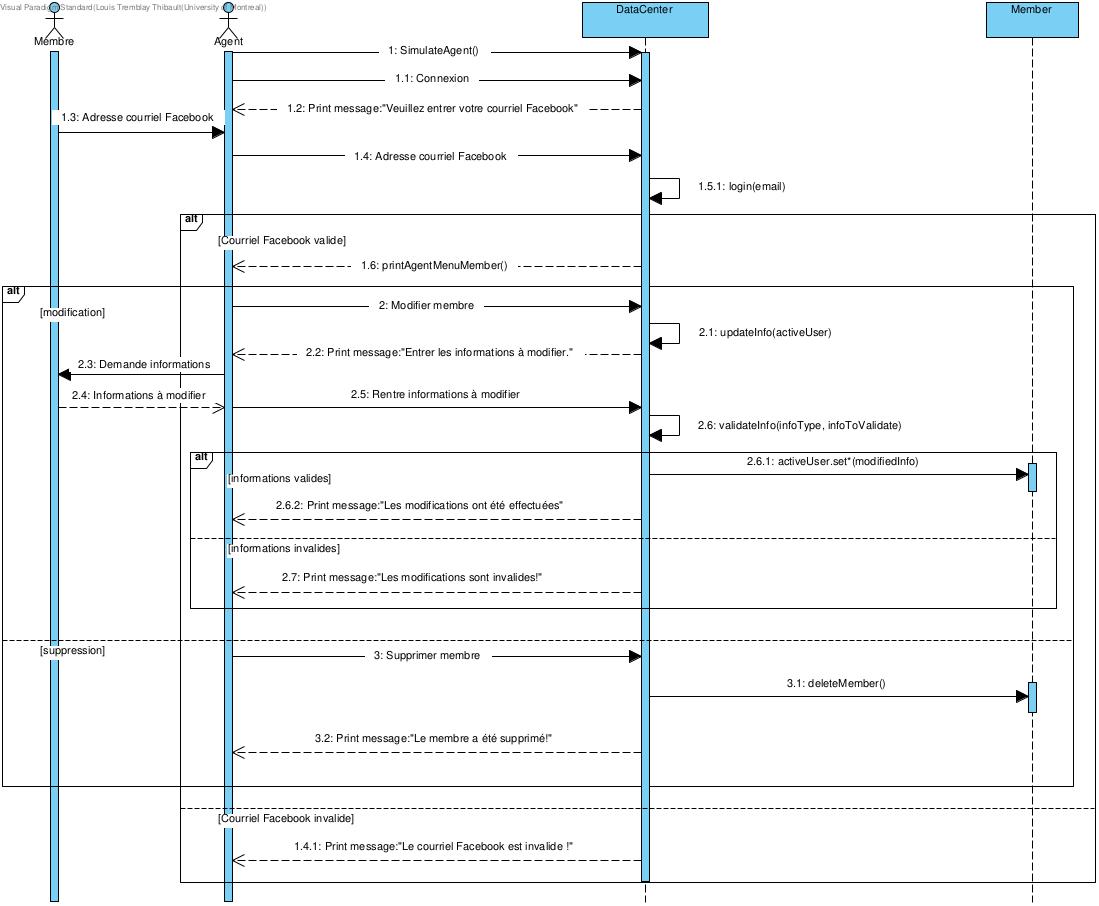 Visual Paradigm Standard(Louis Tremblay Thibault(University of Montreal))
DataCenter
Member
Membre
Agent
1: SimulateAgent()
1.1: Connexion
1.2: Print message:"Veuillez entrer votre courriel Facebook"
1.3: Adresse courriel Facebook
1.4: Adresse courriel Facebook
1.5.1: login(email)
alt
[Courriel Facebook valide]
1.6: printAgentMenuMember()
alt
[modification]
2: Modifier membre
2.1: updateInfo(activeUser)
2.2: Print message:"Entrer les informations à modifier."
2.3: Demande informations
2.4: Informations à modifier
2.5: Rentre informations à modifier
2.6: validateInfo(infoType, infoToValidate)
alt
2.6.1: activeUser.set*(modifiedInfo)
[informations valides]
2.6.2: Print message:"Les modifications ont été effectuées"
[informations invalides]
2.7: Print message:"Les modifications sont invalides!"
[suppression]
3: Supprimer membre
3.1: deleteMember()
3.2: Print message:"Le membre a été supprimé!"
[Courriel Facebook invalide]
1.4.1: Print message:"Le courriel Facebook est invalide !"